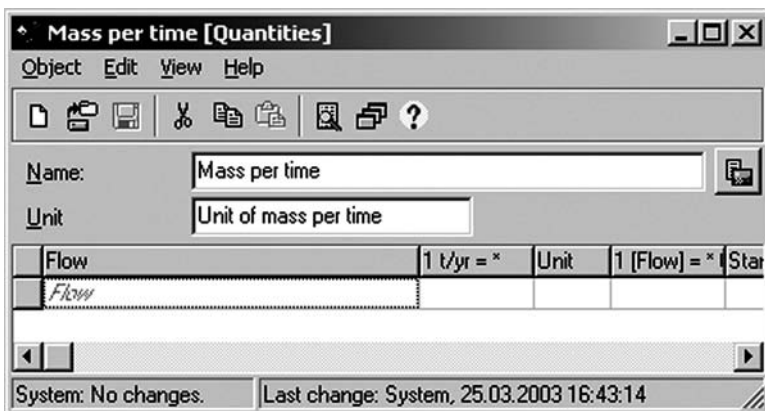 Mass per time [Quantities]
Object Edit View Help
Name: Mass per time
Unit Unit of mass per time
Flow 1 t/yr = * Unit 1 [Flow] = * Star
Flow
System: No changes. Last change: System, 25.03.2003 16:43:14